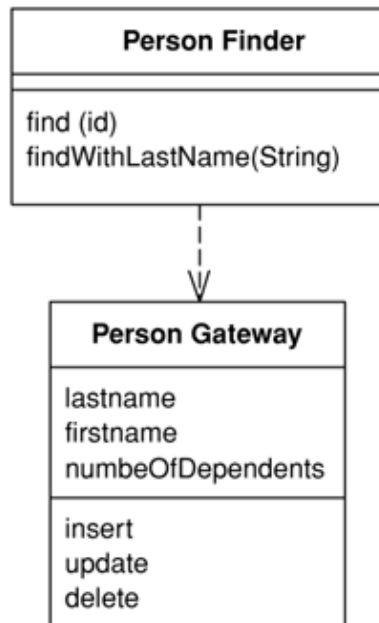 Person Finder
find (id)
findWithLastName(String)
Person Gateway
lastname
firstname
numbeOfDependents
insert
update
delete